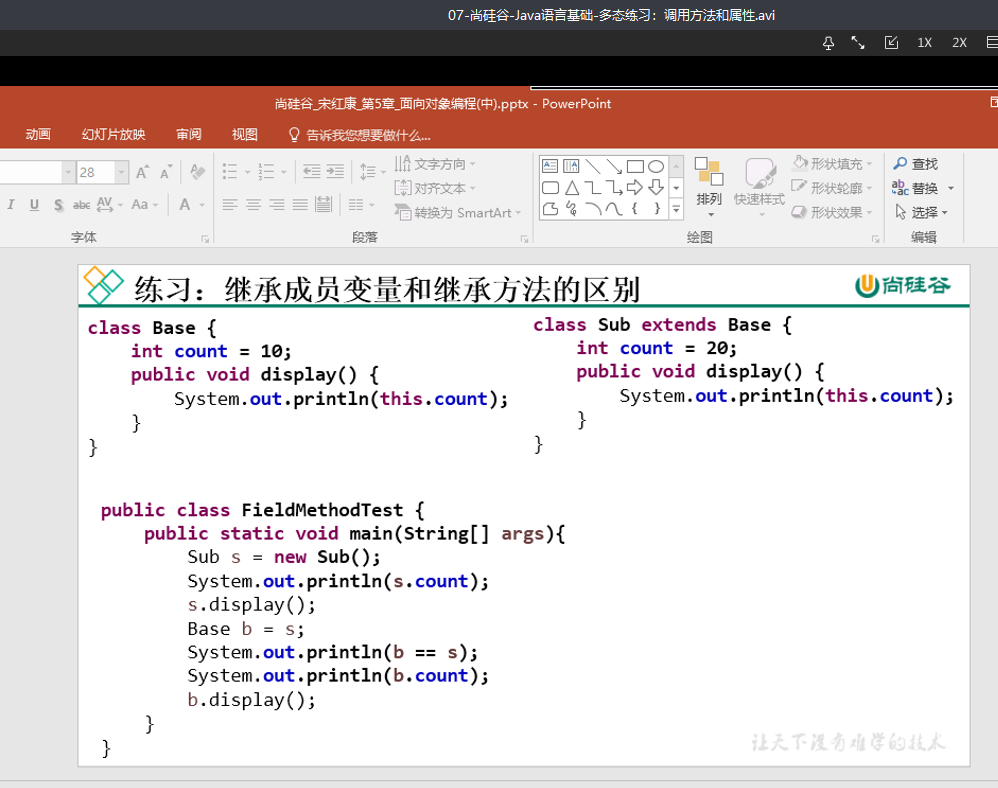 07-尚硅谷-Java语言基础-多态练习：调用方法和属性.avi
1X 2X
尚硅谷_宋红康_第5章_面向对象编程(中).pptx - PowerPoint
动画 幻灯片放映 审阅 视图 告诉我您想要做什么...
28 A A
文字方向
对齐文本
转换为 SmartArt
I U S abc AV Aa A
字体
段落
排列
快速样式
形状填充
形状轮廓
形状效果
绘图
查找
替换
选择
编辑
练习：继承成员变量和继承方法的区别
尚硅谷
class Base {
int count = 10;
public void display() {
System.out.println(this.count);
}
}
class Sub extends Base {
int count = 20;
public void display() {
System.out.println(this.count);
}
}
public class FieldMethodTest {
public static void main(String[] args){
Sub s = new Sub();
System.out.println(s.count);
s.display();
Base b = s;
System.out.println(b == s);
System.out.println(b.count);
b.display();
}
}
让天下没有难学的技术